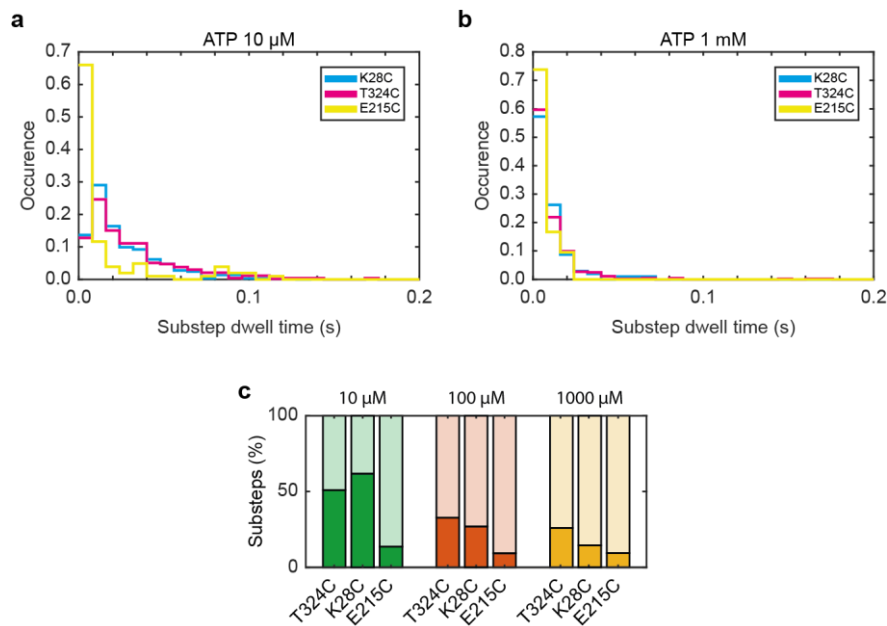 a
ATP 10 µM
0.7
0.6
0.5
0.4
0.3
0.2
0.1
0.0
Occurence
K28C
T324C
E215C
0.0
0.1
0.2
Substep dwell time (s)
b
ATP 1 mM
0.8
0.7
0.6
0.5
0.4
0.3
0.2
0.1
0.0
Occurence
K28C
T324C
E215C
0.0
0.1
0.2
Substep dwell time (s)
c
10 µM
100 µM
1000 µM
100
50
0
Substeps (%)
T324C
K28C
E215C
T324C
K28C
E215C
T324C
K28C
E215C